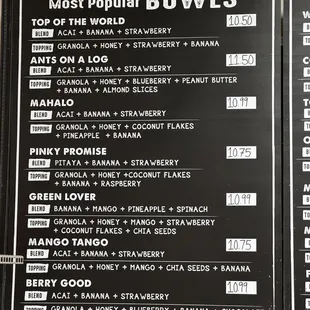 Most Popular BOWLS
TOP OF THE WORLD 10.50
BLEND ACAI + BANANA + STRAWBERRY
TOPPING GRANOLA + HONEY + STRAWBERRY + BANANA
ANTS ON A LOG 11.50
BLEND ACAI + BANANA + STRAWBERRY
TOPPING GRANOLA + HONEY + BLUEBERRY + PEANUT BUTTER
+ BANANA + ALMOND SLICES
MAHALO 10.99
BLEND ACAI + BANANA + STRAWBERRY
TOPPING GRANOLA + HONEY + COCONUT FLAKES
+ PINEAPPLE + BANANA
PINKY PROMISE 10.75
BLEND PITAYA + BANANA + STRAWBERRY
TOPPING GRANOLA + HONEY +COCONUT FLAKES
+ BANANA + RASPBERRY
GREEN LOVER 10.99
BLEND BANANA + MANGO + PINEAPPLE + SPINACH
TOPPING GRANOLA + HONEY + MANGO + STRAWBERRY
+ COCONUT FLAKES + CHIA SEEDS
MANGO TANGO 10.75
BLEND ACAI + BANANA + STRAWBERRY
TOPPING GRANOLA + HONEY + MANGO + CHIA SEEDS + BANANA
BERRY GOOD 10.99
BLEND ACAI + BANANA + STRAWBERRY